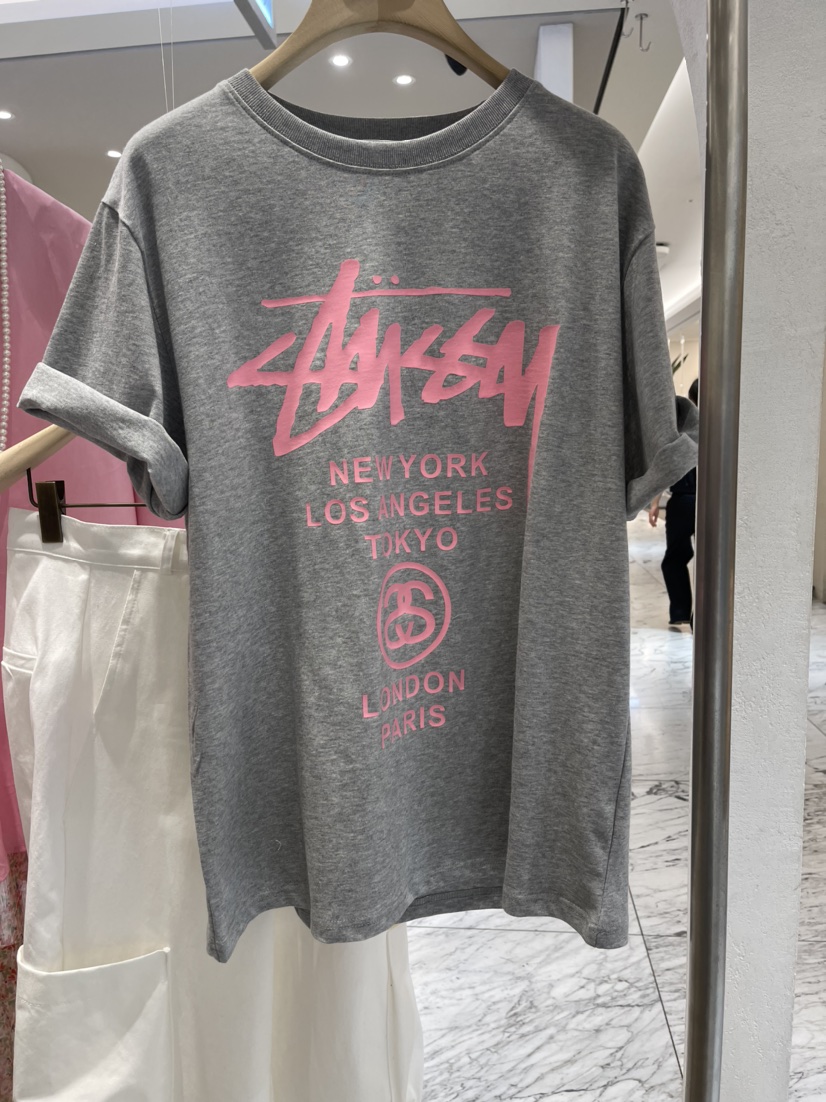 Stüssy
NEW YORK
LOS ANGELES
TOKYO
SS
LONDON
PARIS